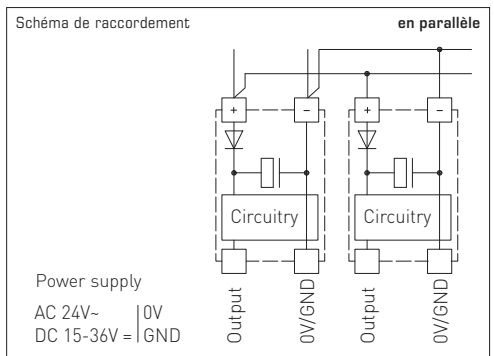 Schéma de raccordement en parallèle
+ - + -
Circuitry Circuitry
Power supply
AC 24V~ 0V
DC 15-36V = GND
Output 0V/GND Output 0V/GND